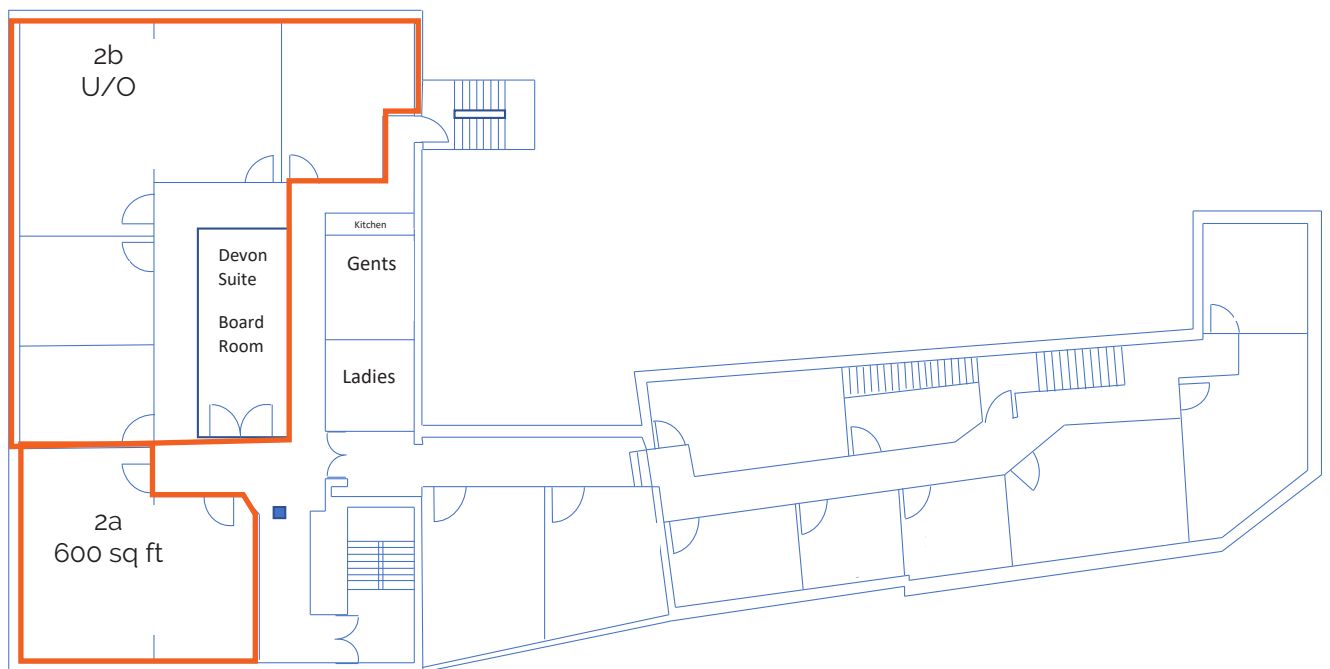 2b
U/O
Kitchen
Devon
Suite
Board
Room
Gents
Ladies
2a
600 sq ft